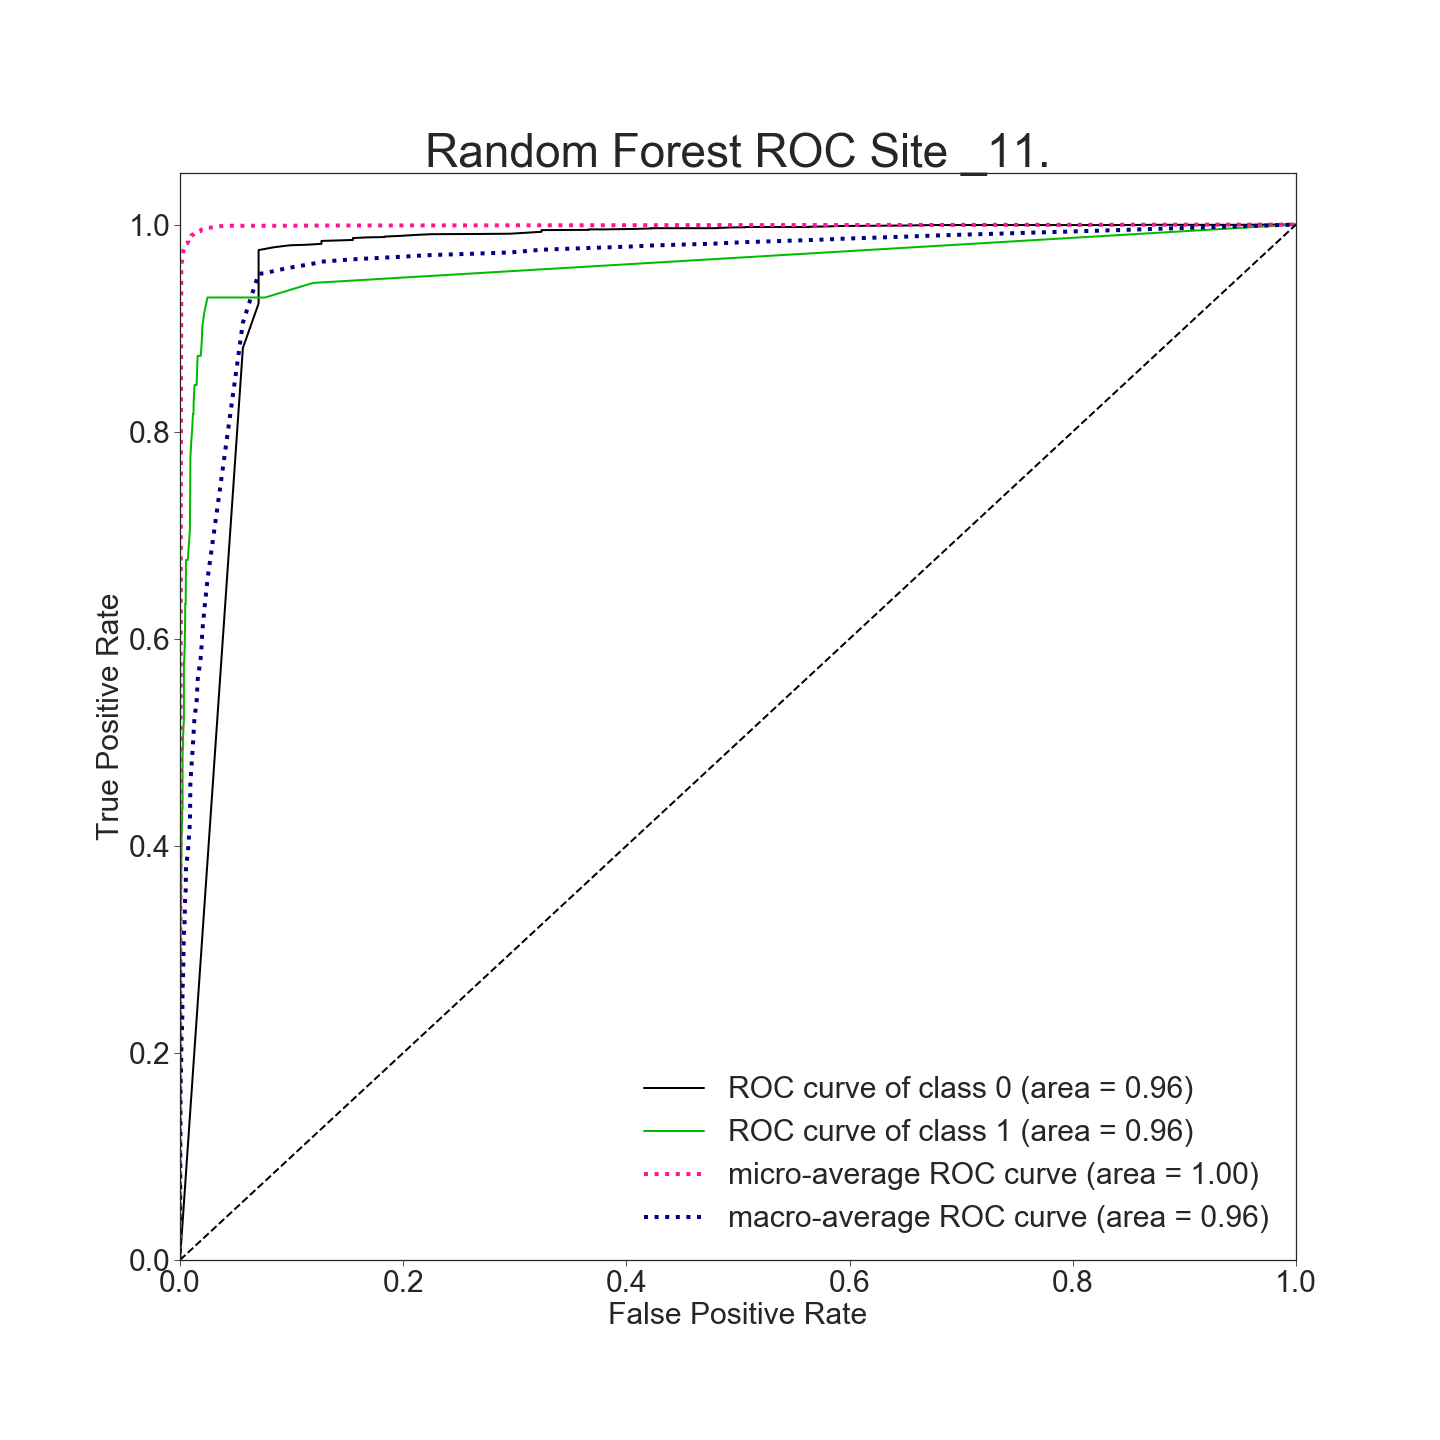 Random Forest ROC Site _11.
True Positive Rate
1.0
0.8
0.6
0.4
0.2
0.0
ROC curve of class 0 (area = 0.96)
ROC curve of class 1 (area = 0.96)
micro-average ROC curve (area = 1.00)
macro-average ROC curve (area = 0.96)
0.0 0.2 0.4 0.6 0.8 1.0
False Positive Rate